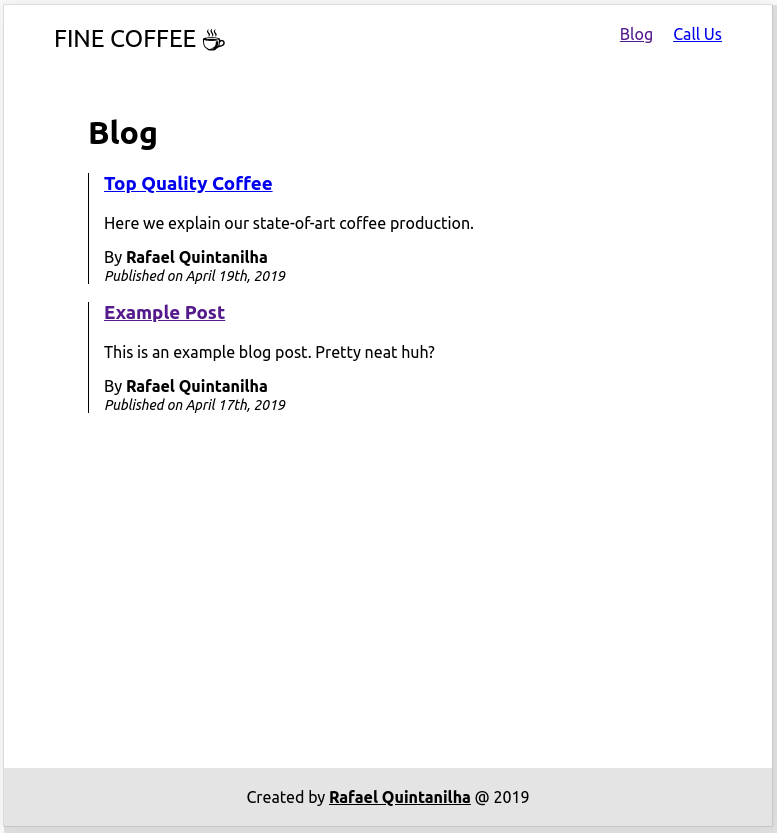 FINE COFFEE ☕
Blog Call Us
Blog
Top Quality Coffee
Here we explain our state-of-art coffee production.
By Rafael Quintanilha
Published on April 19th, 2019
Example Post
This is an example blog post. Pretty neat huh?
By Rafael Quintanilha
Published on April 17th, 2019
Created by Rafael Quintanilha @ 2019